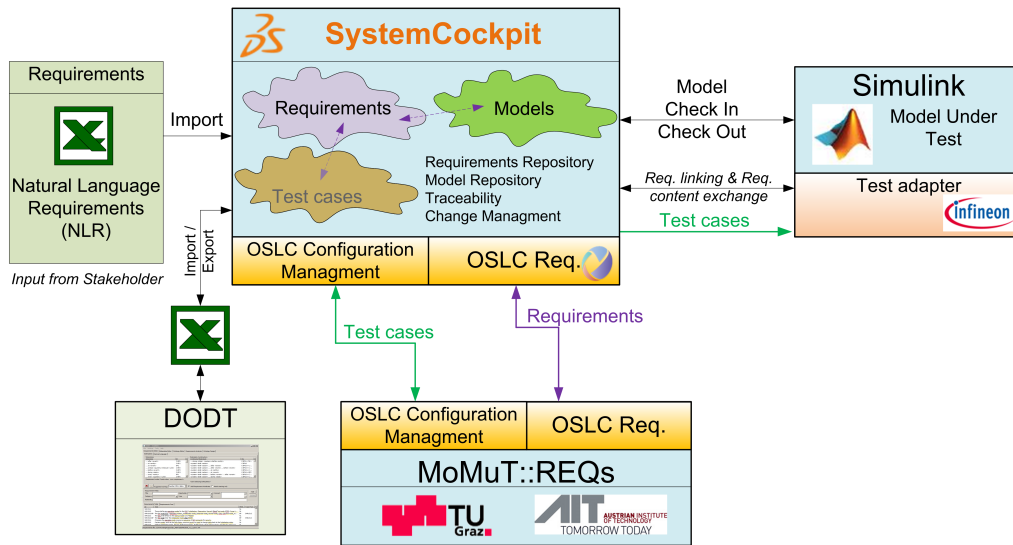 SystemCockpit
Requirements
Natural Language
Requirements
(NLR)
Input from Stakeholder
Import
Requirements
Models
Test cases
Requirements Repository
Model Repository
Traceability
Change Managment
OSLC Configuration
Managment
OSLC Req.
Model
Check In
Check Out
Req. linking & Req.
content exchange
Test cases
Simulink
Model Under
Test
Test adapter
infineon
Import /
Export
DODT
Test cases
Requirements
OSLC Configuration
Managment
OSLC Req.
MoMuT::REQs
TU
Graz
AIT
AUSTRIAN INSTITUTE
OF TECHNOLOGY
TOMORROW TODAY